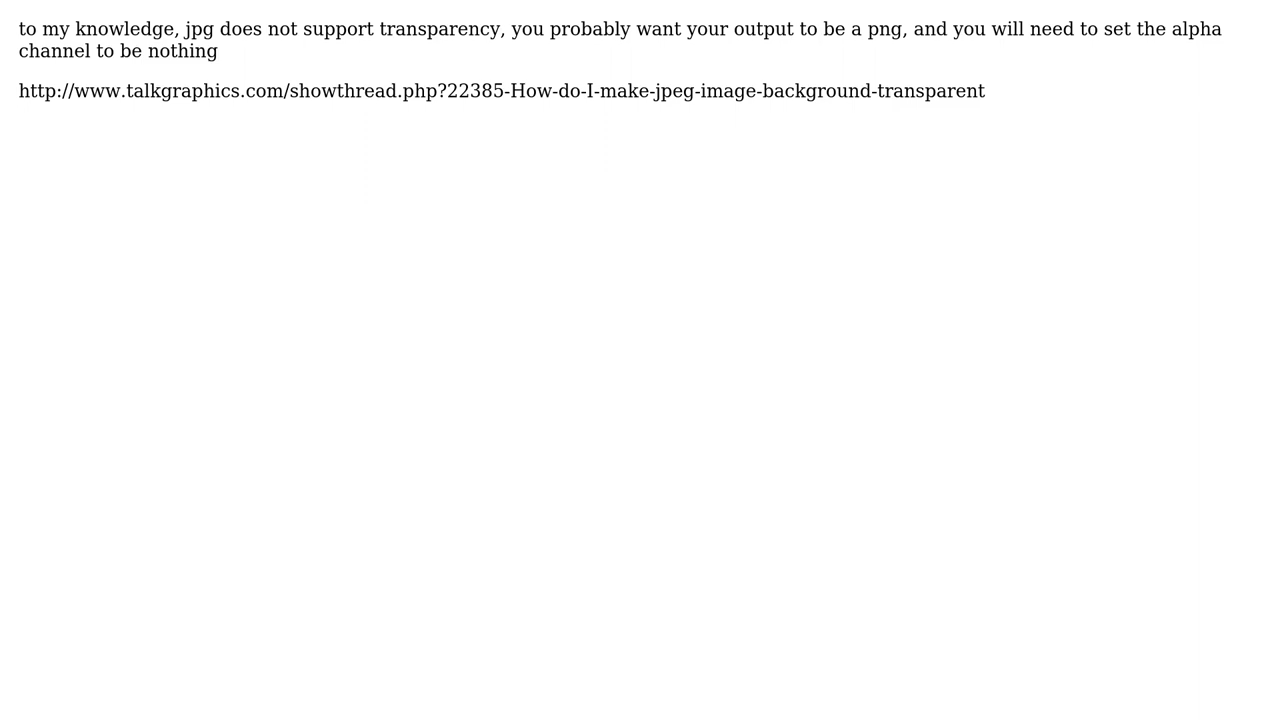 to my knowledge, jpg does not support transparency, you probably want your output to be a png, and you will need to set the alpha
channel to be nothing
http://www.talkgraphics.com/showthread.php?22385-How-do-I-make-jpeg-image-background-transparent